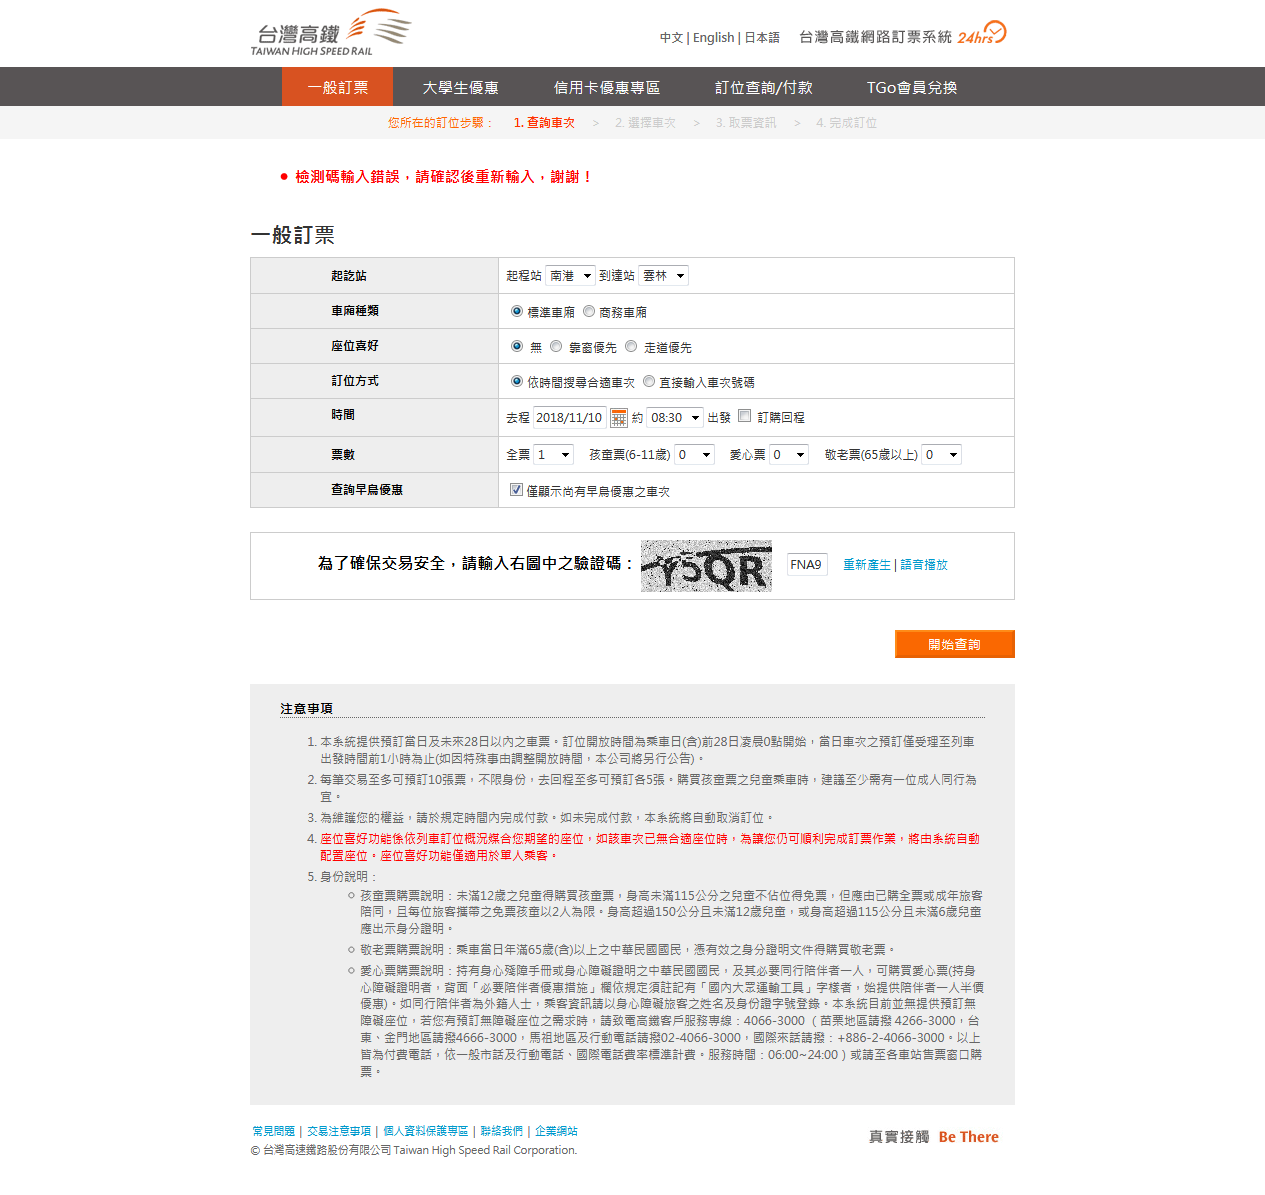 台灣高鐵
TAIWAN HIGH SPEED RAIL
中文 | English | 日本語
台灣高鐵網路訂票系統 24hrs
一般訂票 大學生優惠 信用卡優惠專區 訂位查詢/付款 TGo會員兌換
您所在的訂位步驟： 1. 查詢車次 > 2. 選擇車次 > 3. 取票資訊 > 4. 完成訂位
檢測碼輸入錯誤，請確認後重新輸入，謝謝！
一般訂票
起訖站 起程站 南港 到達站 雲林
車廂種類 標準車廂 商務車廂
座位喜好 無 靠窗優先 走道優先
訂位方式 依時間搜尋合適車次 直接輸入車次號碼
時間 去程 2018/11/10 約 08:30 出發 訂購回程
票數 全票 1 孩童票(6-11歲) 0 愛心票 0 敬老票(65歲以上) 0
查詢早鳥優惠 僅顯示尚有早鳥優惠之車次
為了確保交易安全，請輸入右圖中之驗證碼： Y5QR FNA9 重新產生 | 語音播放
開始查詢
注意事項
1. 本系統提供預訂當日及未來28日以內之車票。訂位開放時間為乘車日(含)前28日凌晨0點開始，當日車次之預訂僅受理至列車
出發時間前1小時為止(如因特殊事由調整開放時間，本公司將另行公告)。
2. 每筆交易至多可預訂10張票，不限身份，去回程至多可預訂各5張。購買孩童票之兒童乘車時，建議至少需有一位成人同行為
宜。
3. 為維護您的權益，請於規定時間內完成付款。如未完成付款，本系統將自動取消訂位。
4. 座位喜好功能係依列車訂位概況媒合您期望的座位，如該車次已無合適座位時，為讓您仍可順利完成訂票作業，將由系統自動
配置座位。座位喜好功能僅適用於單人乘客。
5. 身份說明：
孩童票購票說明：未滿12歲之兒童得購買孩童票，身高未滿115公分之兒童不佔位得免票，但應由已購全票或成年旅客
陪同，且每位旅客攜帶之免票孩童以2人為限。身高超過150公分且未滿12歲兒童，或身高超過115公分且未滿6歲兒童
應出示身分證明。
敬老票購票說明：乘車當日年滿65歲(含)以上之中華民國國民，憑有效之身分證明文件得購買敬老票。
愛心票購票說明：持有身心殘障手冊或身心障礙證明之中華民國國民，及其必要同行陪伴者一人，可購買愛心票(持身
心障礙證明者，背面「必要陪伴者優惠措施」欄依規定須註記有「國內大眾運輸工具」字樣者，始提供陪伴者一人半價
優惠)。如同行陪伴者為外籍人士，乘客資訊請以身心障礙旅客之姓名及身份證字號登錄。本系統目前並無提供預訂無
障礙座位，若您有預訂無障礙座位之需求時，請致電高鐵客戶服務專線：4066-3000（苗栗地區請撥 4266-3000，台
東、金門地區請撥4666-3000，馬祖地區及行動電話請撥02-4066-3000，國際來話請撥：+886-2-4066-3000。以上
皆為付費電話，依一般市話及行動電話、國際電話費率標準計費。服務時間：06:00~24:00 ) 或請至各車站售票窗口購
票。
常見問題 | 交易注意事項 | 個人資料保護專區 | 聯絡我們 | 企業網站
© 台灣高速鐵路股份有限公司 Taiwan High Speed Rail Corporation.
真實接觸 Be There